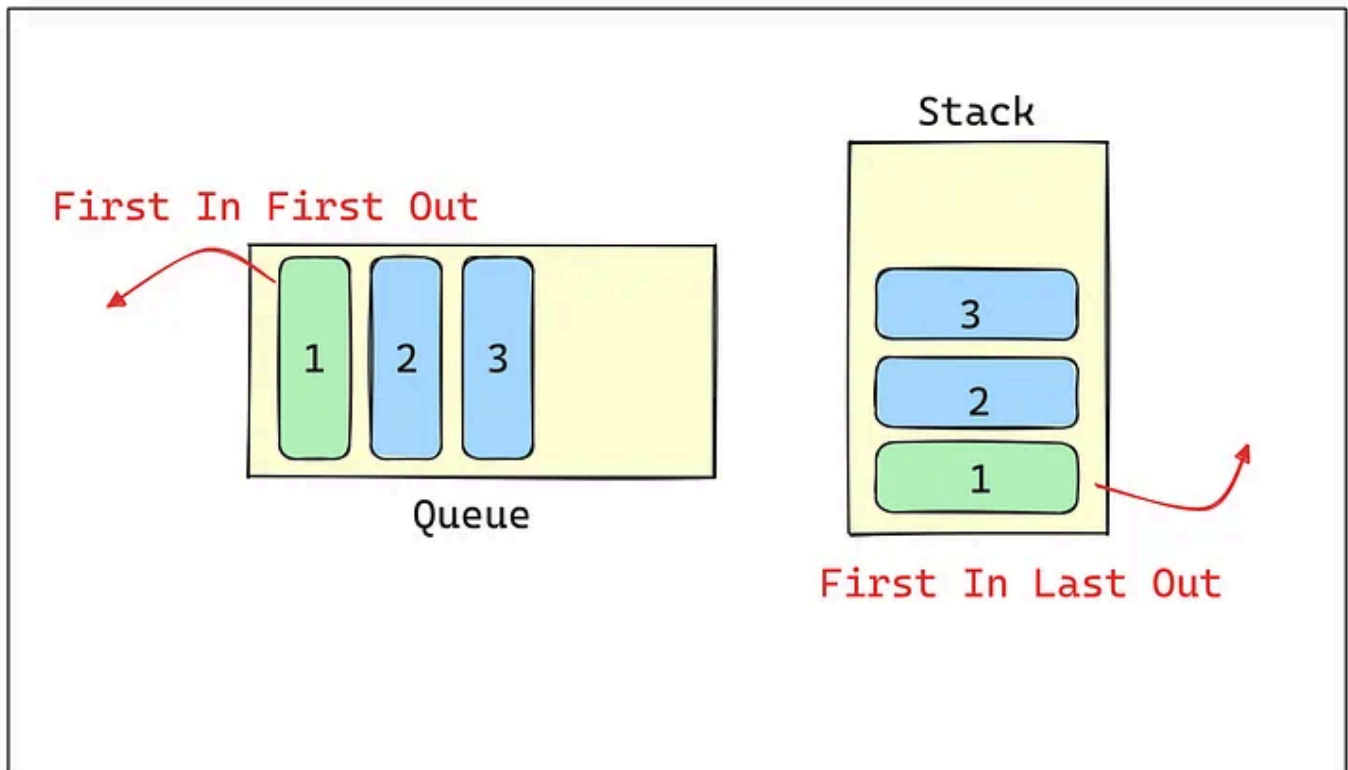 Stack
First In First Out
1 2 3
3
2
1
Queue
First In Last Out